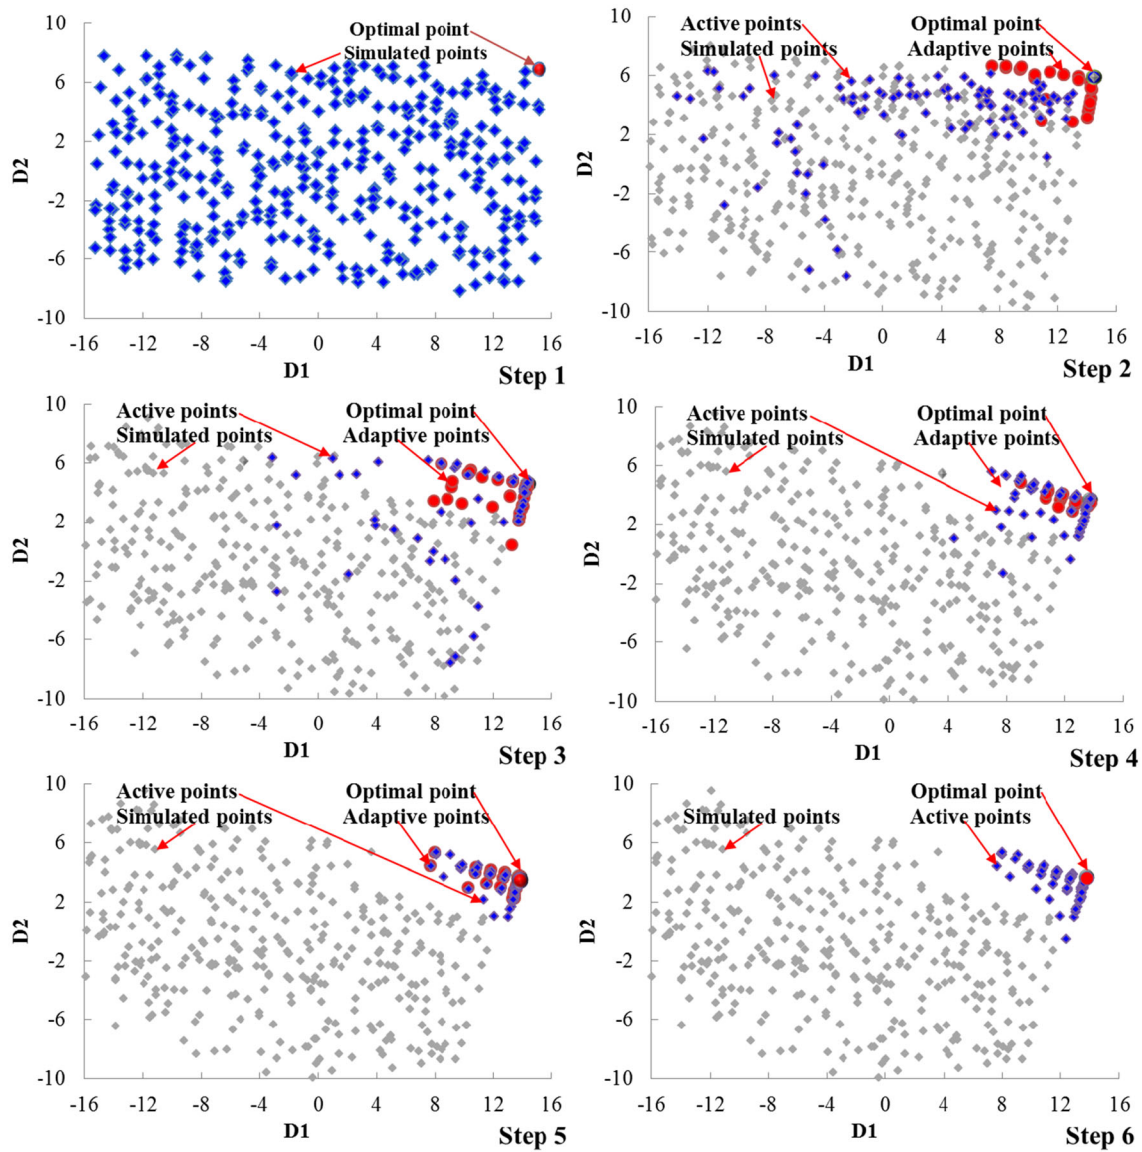 Optimal point
Simulated points
10
6
2
-2
-6
-10
D2
-16 -12 -8 -4 0 4 8 12 16
D1
Step 1
Active points Optimal point
Simulated points Adaptive points
10
6
2
-2
-6
-10
D2
-16 -12 -8 -4 0 4 8 12 16
D1
Step 2
Active points Optimal point
Simulated points Adaptive points
10
6
2
-2
-6
-10
D2
-16 -12 -8 -4 0 4 8 12 16
D1
Step 3
Active points Optimal point
Simulated points Adaptive points
10
6
2
-2
-6
-10
D2
-16 -12 -8 -4 0 4 8 12 16
D1
Step 4
Active points Optimal point
Simulated points Adaptive points
10
6
2
-2
-6
-10
D2
-16 -12 -8 -4 0 4 8 12 16
D1
Step 5
Optimal point
Simulated points Active points
10
6
2
-2
-6
-10
D2
-16 -12 -8 -4 0 4 8 12 16
D1
Step 6